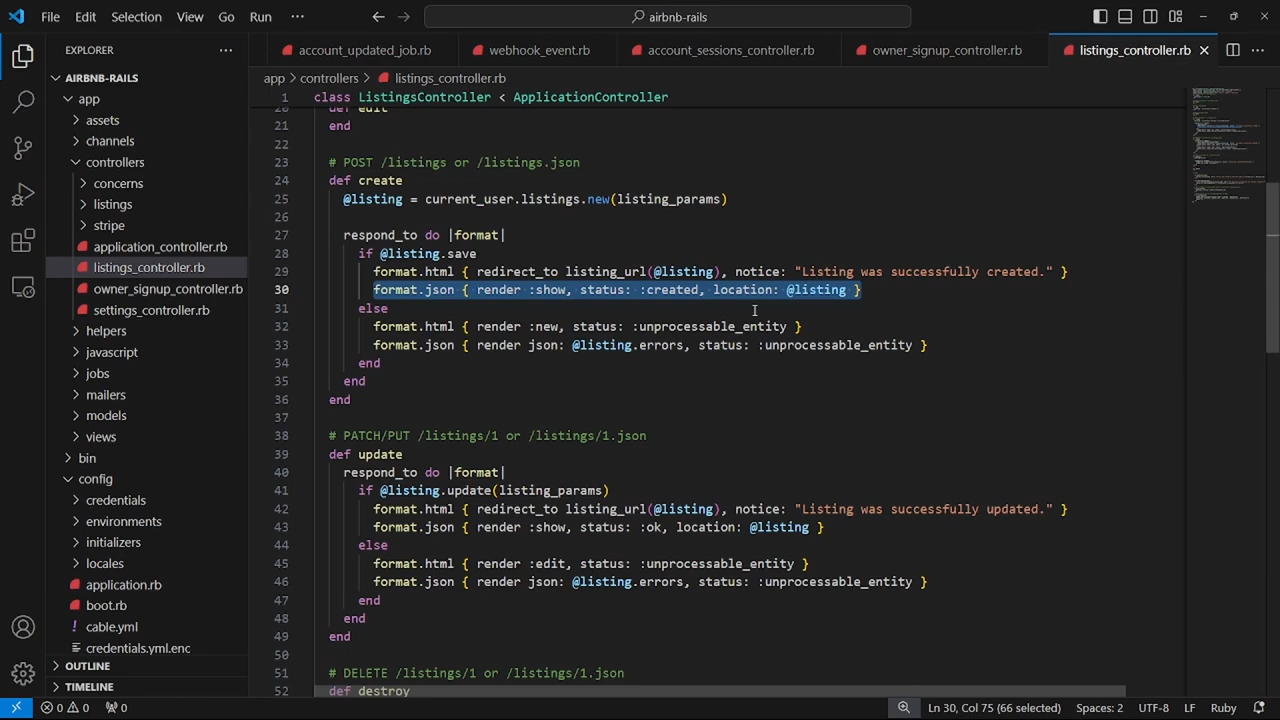 File Edit Selection View Go Run ··· airbnb-rails
EXPLORER ···
account_updated_job.rb webhook_event.rb account_sessions_controller.rb owner_signup_controller.rb listings_controller.rb
app > controllers > listings_controller.rb
AIRBNB-RAILS
app
assets
channels
controllers
concerns
listings
stripe
application_controller.rb
listings_controller.rb
owner_signup_controller.rb
settings_controller.rb
helpers
javascript
jobs
mailers
models
views
bin
config
credentials
environments
initializers
locales
application.rb
boot.rb
! cable.yml
credentials.yml.enc
OUTLINE
TIMELINE
1 class ListingsController < ApplicationController
20 def edit
21 end
22
23 # POST /listings or /listings.json
24 def create
25 @listing = current_user.listings.new(listing_params)
26
27 respond_to do |format|
28 if @listing.save
29 format.html { redirect_to listing_url(@listing), notice: "Listing was successfully created." }
30 format.json { render :show, status: :created, location: @listing }
31 else
32 format.html { render :new, status: :unprocessable_entity }
33 format.json { render json: @listing.errors, status: :unprocessable_entity }
34 end
35 end
36 end
37
38 # PATCH/PUT /listings/1 or /listings/1.json
39 def update
40 respond_to do |format|
41 if @listing.update(listing_params)
42 format.html { redirect_to listing_url(@listing), notice: "Listing was successfully updated." }
43 format.json { render :show, status: :ok, location: @listing }
44 else
45 format.html { render :edit, status: :unprocessable_entity }
46 format.json { render json: @listing.errors, status: :unprocessable_entity }
47 end
48 end
49 end
50
51 # DELETE /listings/1 or /listings/1.json
52 def destroy
0 0 0 Ln 30, Col 75 (66 selected) Spaces: 2 UTF-8 LF Ruby